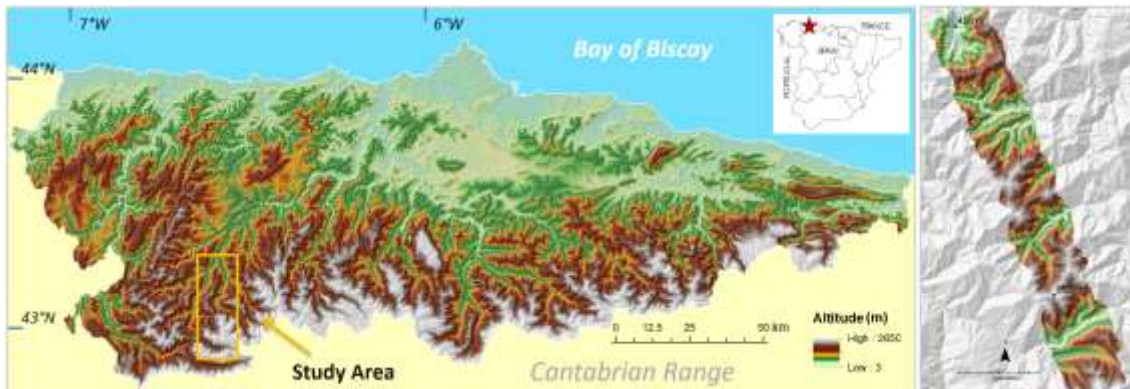 7°W
6°W
44°N
43°N
Bay of Biscay
FRANCE
SPAIN
PORTUGAL
Altitude (m)
High : 2650
Low : 3
0 12.5 25 50 km
Study Area
Cantabrian Range